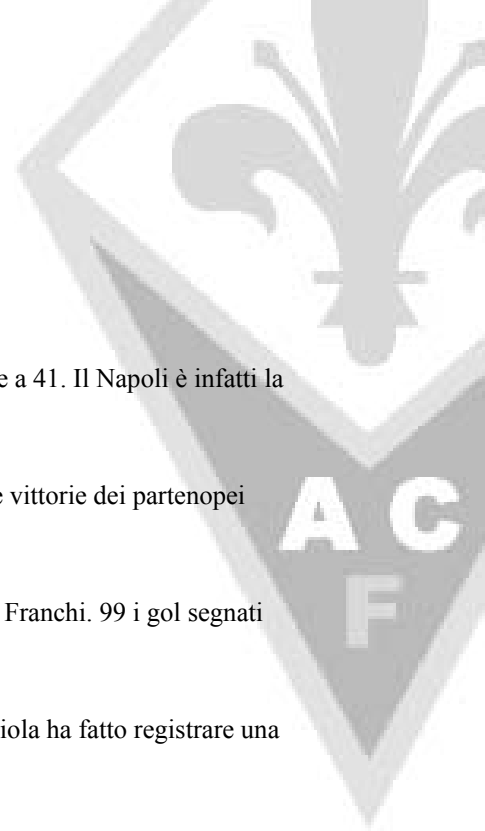 e a 41. Il Napoli è infatti la
e vittorie dei partenopei
A C
Franchi. 99 i gol segnati
F
iola ha fatto registrare una